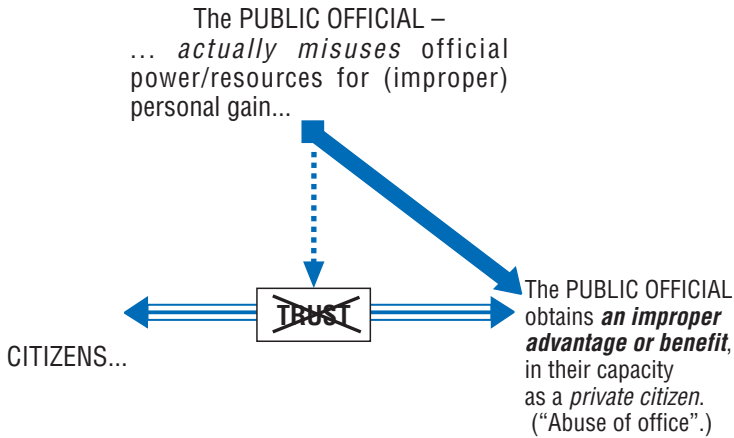 The PUBLIC OFFICIAL –
... actually misuses official
power/resources for (improper)
personal gain...
TRUST
CITIZENS...
The PUBLIC OFFICIAL
obtains an improper
advantage or benefit,
in their capacity
as a private citizen.
(“Abuse of office”.)